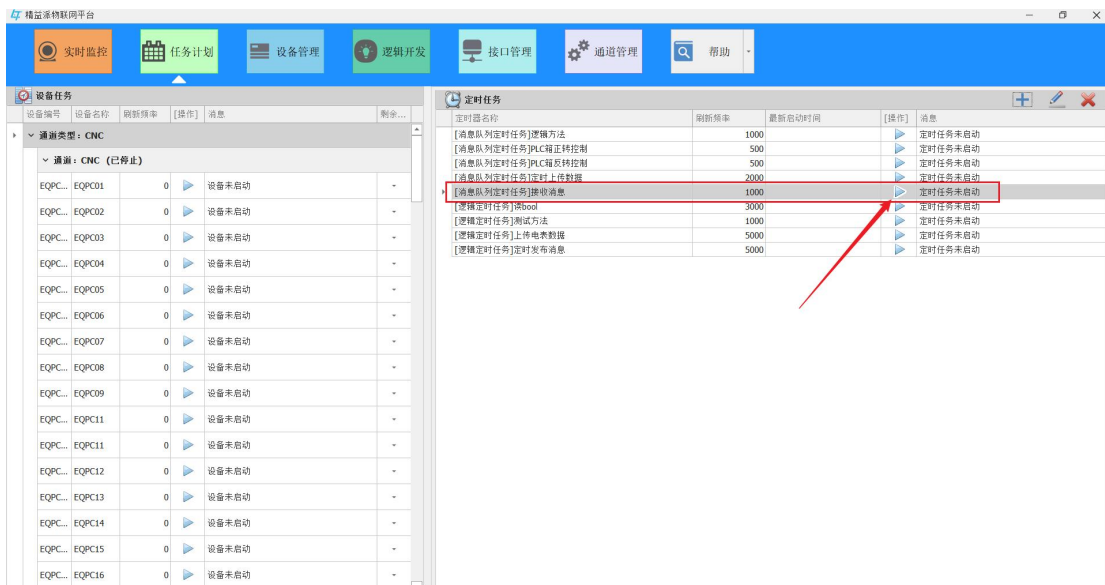 精益派物联网平台
实时监控 任务计划 设备管理 逻辑开发 接口管理 通道管理 帮助
设备任务
设备编号 设备名称 刷新频率 [操作] 消息 剩余...
通道类型：CNC
通道：CNC (已停止)
EQPC... EQPC01 0 设备未启动
EQPC... EQPC02 0 设备未启动
EQPC... EQPC03 0 设备未启动
EQPC... EQPC04 0 设备未启动
EQPC... EQPC05 0 设备未启动
EQPC... EQPC06 0 设备未启动
EQPC... EQPC07 0 设备未启动
EQPC... EQPC08 0 设备未启动
EQPC... EQPC09 0 设备未启动
EQPC... EQPC11 0 设备未启动
EQPC... EQPC11 0 设备未启动
EQPC... EQPC12 0 设备未启动
EQPC... EQPC13 0 设备未启动
EQPC... EQPC14 0 设备未启动
EQPC... EQPC15 0 设备未启动
EQPC... EQPC16 0 设备未启动
定时任务
定时器名称 刷新频率 最新启动时间 [操作] 消息
[消息队列定时任务]逻辑方法 1000 定时任务未启动
[消息队列定时任务]PLC箱正转控制 500 定时任务未启动
[消息队列定时任务]PLC箱反转控制 500 定时任务未启动
[消息队列定时任务]定时上传数据 2000 定时任务未启动
[消息队列定时任务]接收消息 1000 定时任务未启动
[逻辑定时任务]读bool 3000 定时任务未启动
[逻辑定时任务]测试方法 1000 定时任务未启动
[逻辑定时任务]上传电表数据 5000 定时任务未启动
[逻辑定时任务]定时发布消息 5000 定时任务未启动